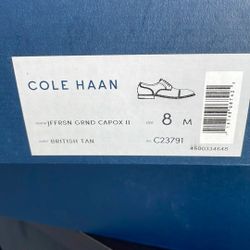 COLE HAAN
JFFRSN GRND CAPOX II
8 M
BRITISH TAN
C23791